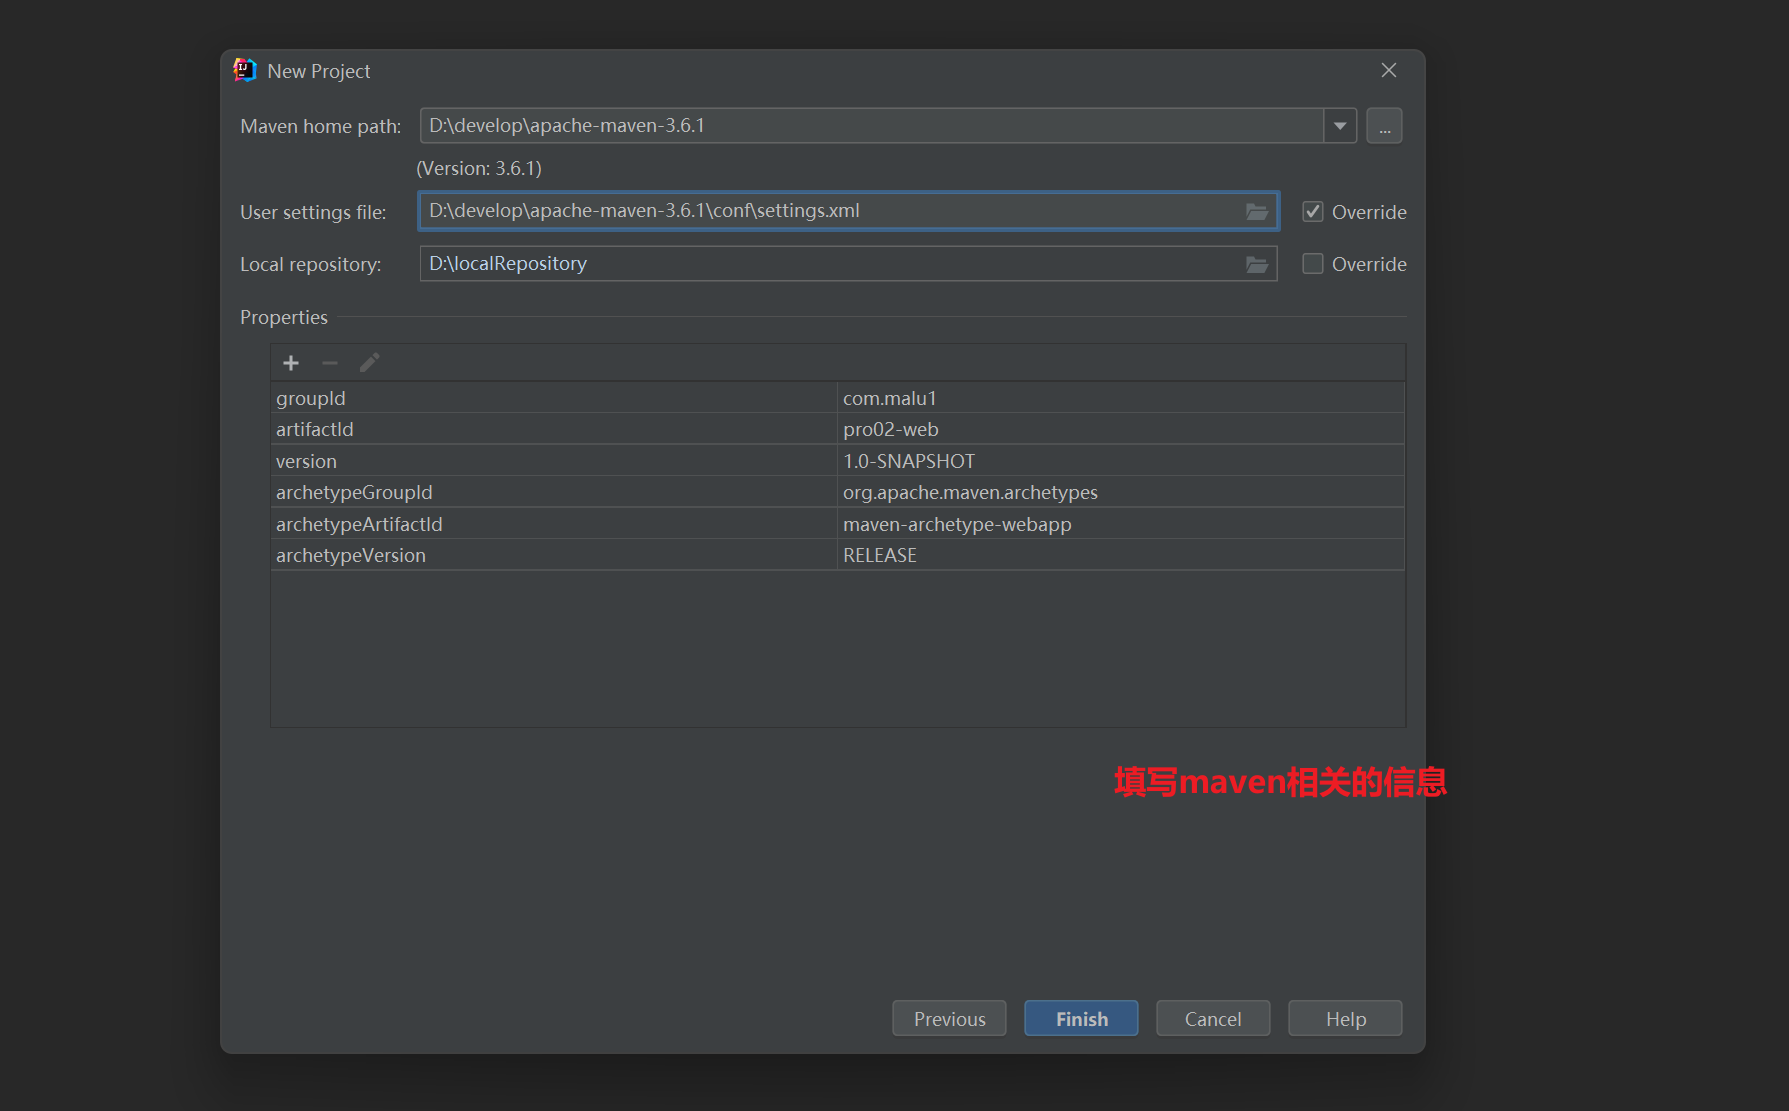 New Project
Maven home path: D:\develop\apache-maven-3.6.1 ...
(Version: 3.6.1)
User settings file: D:\develop\apache-maven-3.6.1\conf\settings.xml Override
Local repository: D:\localRepository Override
Properties
groupId com.malu1
artifactId pro02-web
version 1.0-SNAPSHOT
archetypeGroupId org.apache.maven.archetypes
archetypeArtifactId maven-archetype-webapp
archetypeVersion RELEASE
填写maven相关的信息
Previous Finish Cancel Help